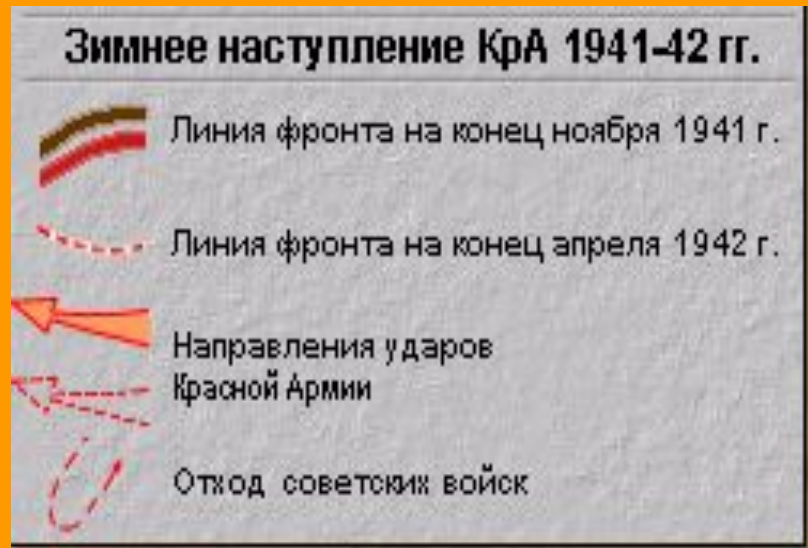 Зимнее наступление КрА 1941-42 гг.
Линия фронта на конец ноября 1941 г.
Линия фронта на конец апреля 1942 г.
Направления ударов
Красной Армии
Отход советских войск